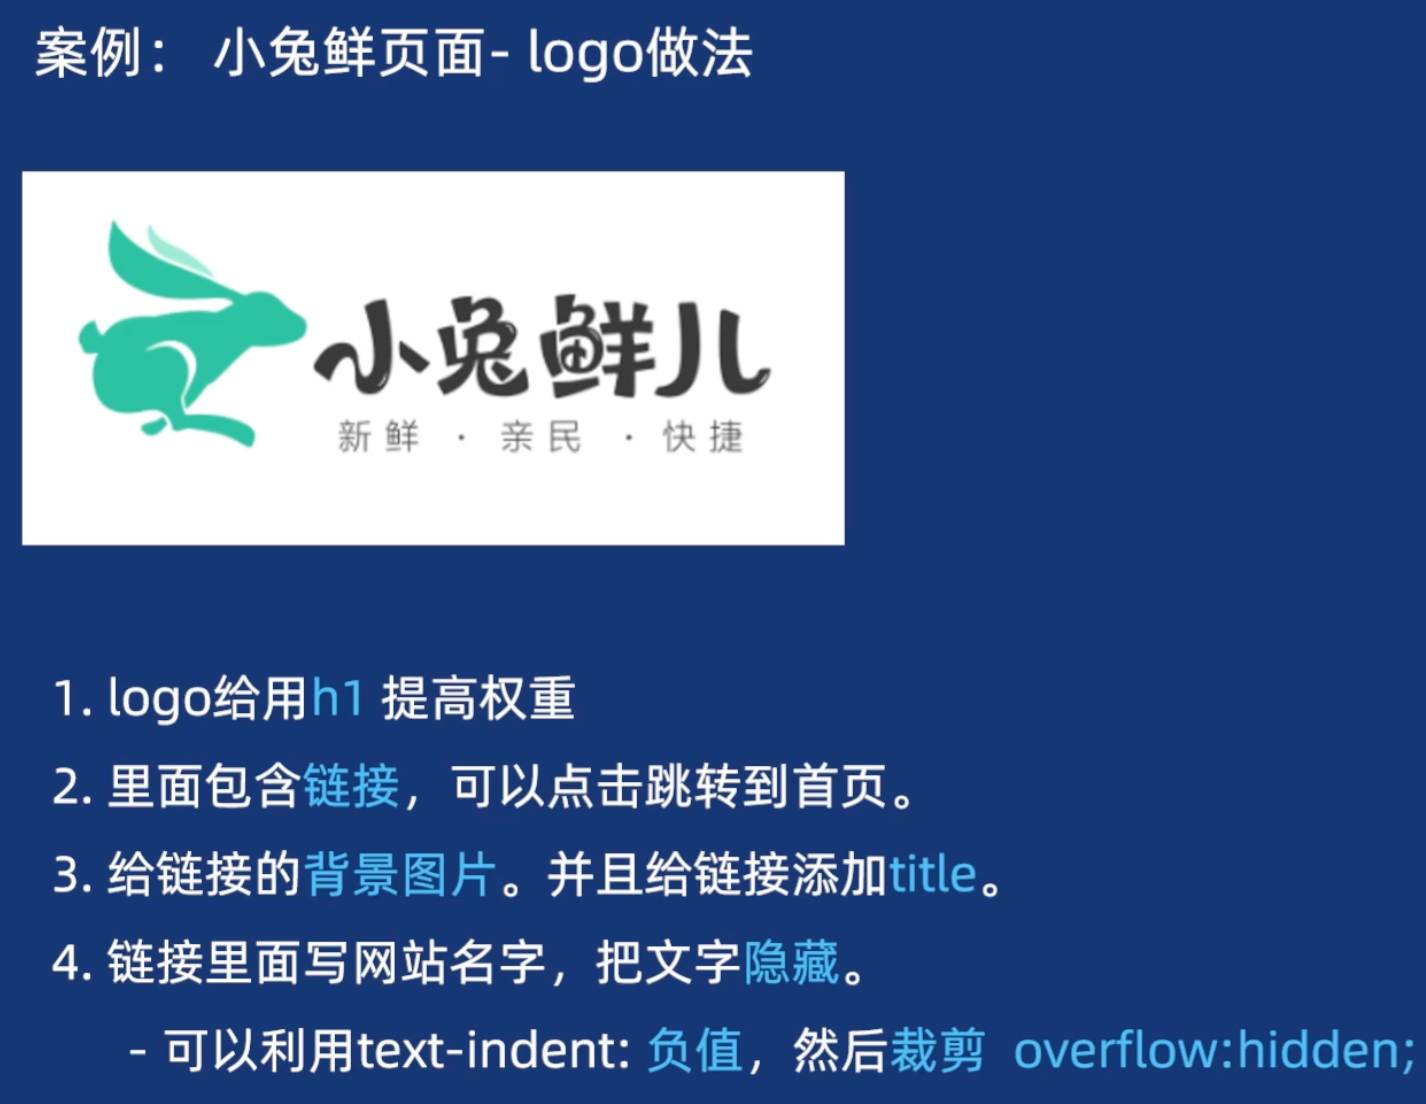 案例： 小兔鲜页面- logo做法
小兔鲜儿
新鲜 · 亲民 · 快捷
1. logo给用h1 提高权重
2. 里面包含链接，可以点击跳转到首页。
3. 给链接的背景图片。并且给链接添加title。
4. 链接里面写网站名字，把文字隐藏。
- 可以利用text-indent: 负值，然后裁剪 overflow:hidden;